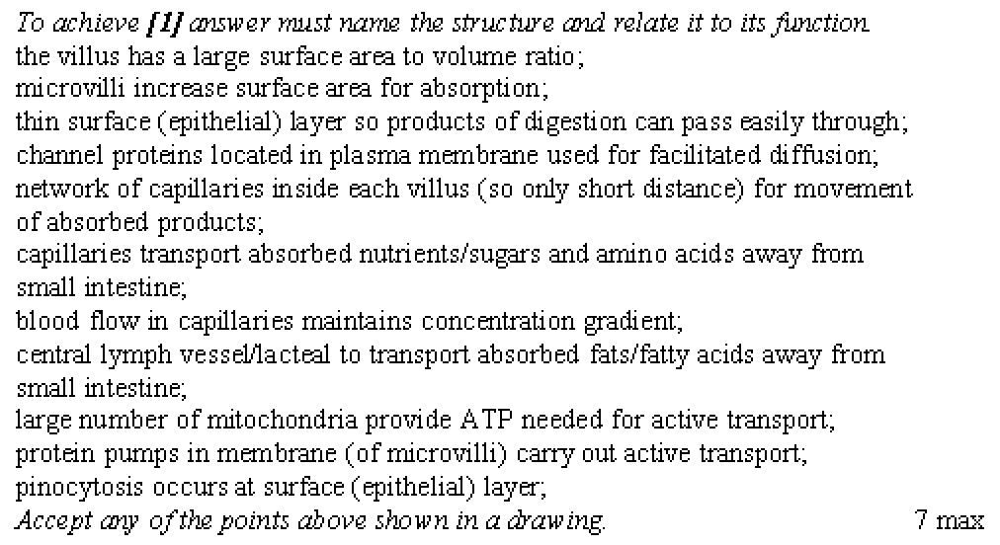 To achieve [1] answer must name the structure and relate it to its function
the villus has a large surface area to volume ratio;
microvilli increase surface area for absorption;
thin surface (epithelial) layer so products of digestion can pass easily through;
channel proteins located in plasma membrane used for facilitated diffusion;
network of capillaries inside each villus (so only short distance) for movement
of absorbed products;
capillaries transport absorbed nutrients/sugars and amino acids away from
small intestine;
blood flow in capillaries maintains concentration gradient;
central lymph vessel/lacteal to transport absorbed fats/fatty acids away from
small intestine;
large number of mitochondria provide ATP needed for active transport;
protein pumps in membrane (of microvilli) carry out active transport;
pinocytosis occurs at surface (epithelial) layer;
Accept any of the points above shown in a drawing. 7 max